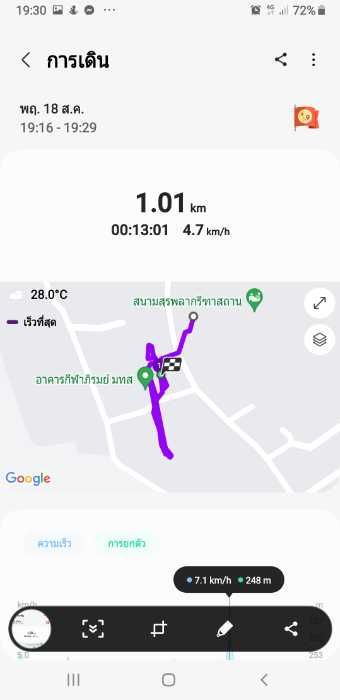 19:30
72%
การเดิน
พฤ. 18 ส.ค.
19:16 - 19:29
1.01 km
00:13:01 4.7 km/h
28.0°C
เร็วที่สุด
สนามสุรพลากรีฑาสถาน
อาคารกีฬาภิรมย์ มทส
Google
ความเร็ว
การยกตัว
7.1 km/h 248 m
km/h
m
5.0
253